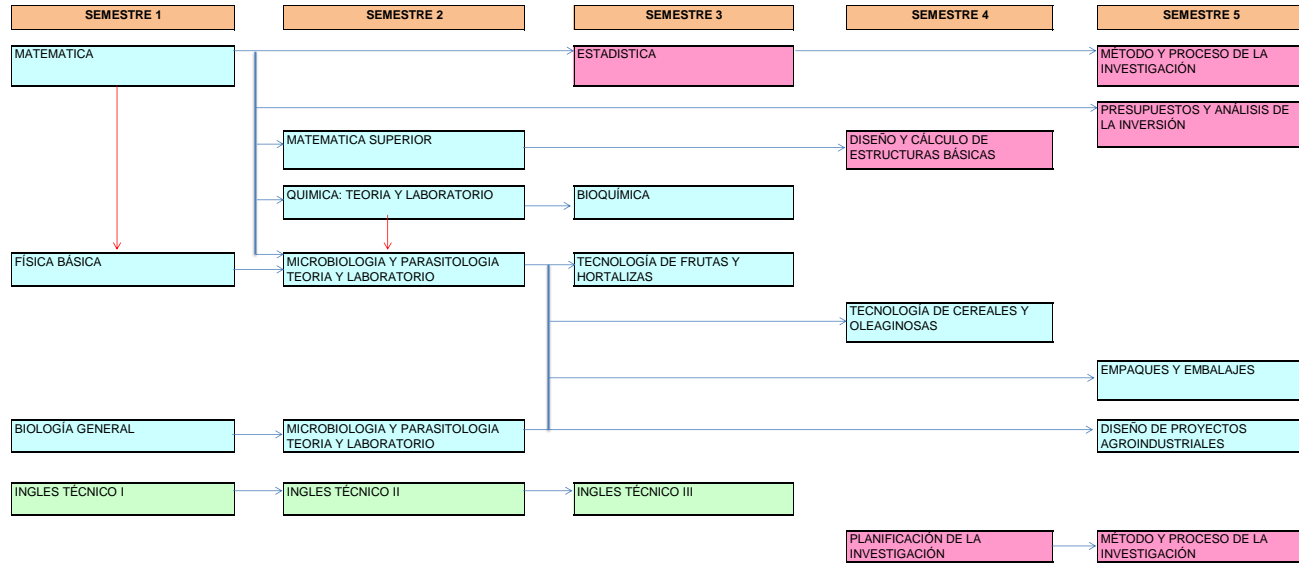 SEMESTRE 1
SEMESTRE 2
SEMESTRE 3
SEMESTRE 4
SEMESTRE 5
MATEMATICA
ESTADISTICA
MÉTODO Y PROCESO DE LA
INVESTIGACIÓN
PRESUPUESTOS Y ANÁLISIS DE
LA INVERSIÓN
MATEMATICA SUPERIOR
DISEÑO Y CÁLCULO DE
ESTRUCTURAS BÁSICAS
QUIMICA: TEORIA Y LABORATORIO
BIOQUÍMICA
FÍSICA BÁSICA
MICROBIOLOGIA Y PARASITOLOGIA
TEORIA Y LABORATORIO
TECNOLOGÍA DE FRUTAS Y
HORTALIZAS
TECNOLOGÍA DE CEREALES Y
OLEAGINOSAS
EMPAQUES Y EMBALAJES
BIOLOGÍA GENERAL
MICROBIOLOGIA Y PARASITOLOGIA
TEORIA Y LABORATORIO
DISEÑO DE PROYECTOS
AGROINDUSTRIALES
INGLES TÉCNICO I
INGLES TÉCNICO II
INGLES TÉCNICO III
PLANIFICACIÓN DE LA
INVESTIGACIÓN
MÉTODO Y PROCESO DE LA
INVESTIGACIÓN